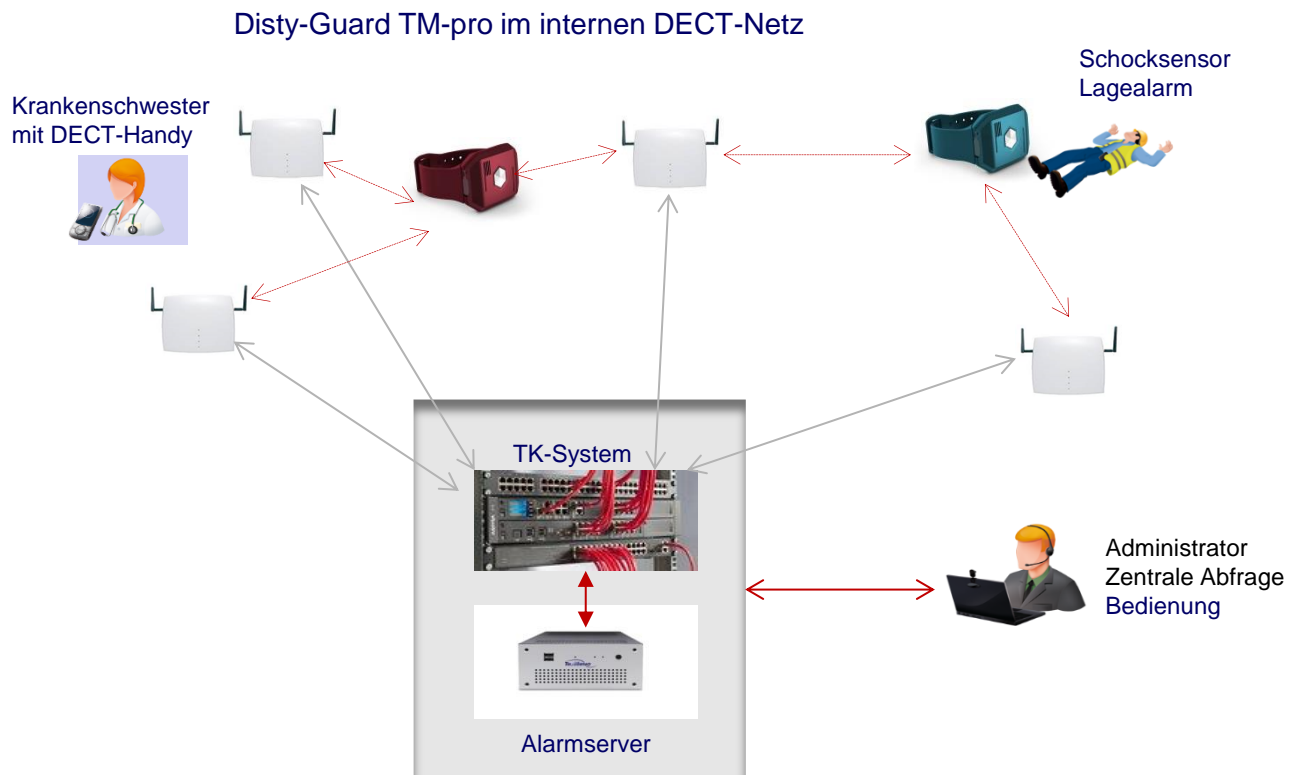 Disty-Guard TM-pro im internen DECT-Netz
Schocksensor
Lagealarm
Krankenschwester
mit DECT-Handy
TK-System
Administrator
Zentrale Abfrage
Bedienung
Alarmserver